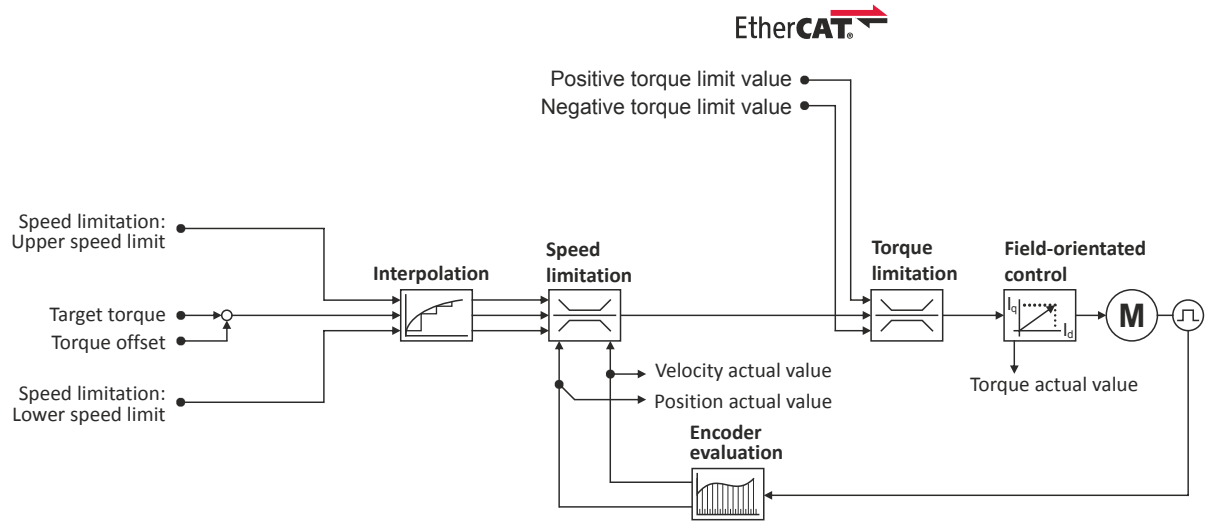 EtherCAT®
Positive torque limit value
Negative torque limit value
Speed limitation:
Upper speed limit
Interpolation
Speed
limitation
Torque
limitation
Field-orientated
control
Target torque
Torque offset
Iq
Id
M
Speed limitation:
Lower speed limit
Velocity actual value
Position actual value
Torque actual value
Encoder
evaluation